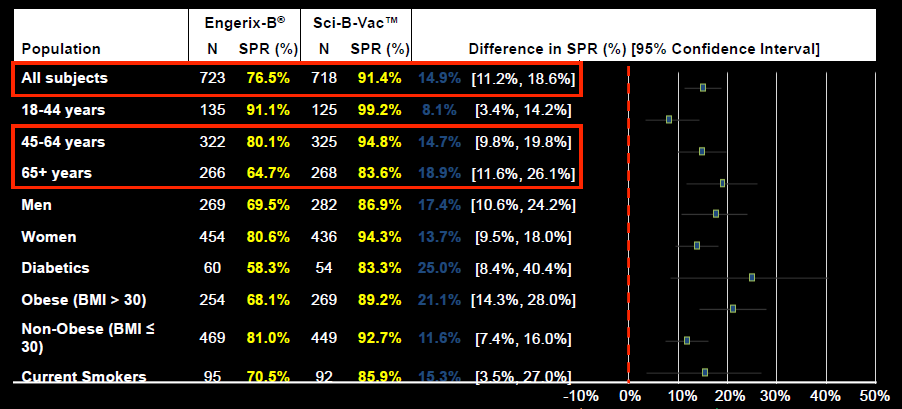 Engerix-B® Sci-B-Vac™
Population N SPR (%) N SPR (%) Difference in SPR (%) [95% Confidence Interval]
All subjects 723 76.5% 718 91.4% 14.9% [11.2%, 18.6%]
18-44 years 135 91.1% 125 99.2% 8.1% [3.4%, 14.2%]
45-64 years 322 80.1% 325 94.8% 14.7% [9.8%, 19.8%]
65+ years 266 64.7% 268 83.6% 18.9% [11.6%, 26.1%]
Men 269 69.5% 282 86.9% 17.4% [10.6%, 24.2%]
Women 454 80.6% 436 94.3% 13.7% [9.5%, 18.0%]
Diabetics 60 58.3% 54 83.3% 25.0% [8.4%, 40.4%]
Obese (BMI > 30) 254 68.1% 269 89.2% 21.1% [14.3%, 28.0%]
Non-Obese (BMI ≤
30) 469 81.0% 449 92.7% 11.6% [7.4%, 16.0%]
Current Smokers 95 70.5% 92 85.9% 15.3% [3.5%, 27.0%]
-10% 0% 10% 20% 30% 40% 50%